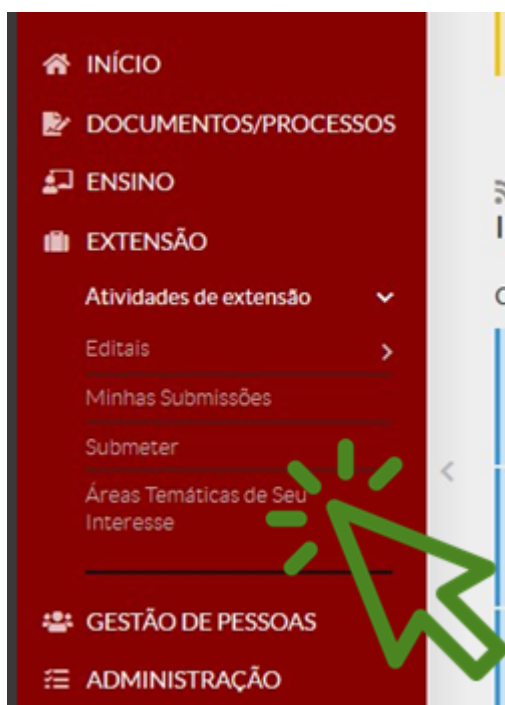 INÍCIO
DOCUMENTOS/PROCESSOS
ENSINO
EXTENSÃO
Atividades de extensão
Editais
Minhas Submissões
Submeter
Áreas Temáticas de Seu
Interesse
GESTÃO DE PESSOAS
ADMINISTRAÇÃO